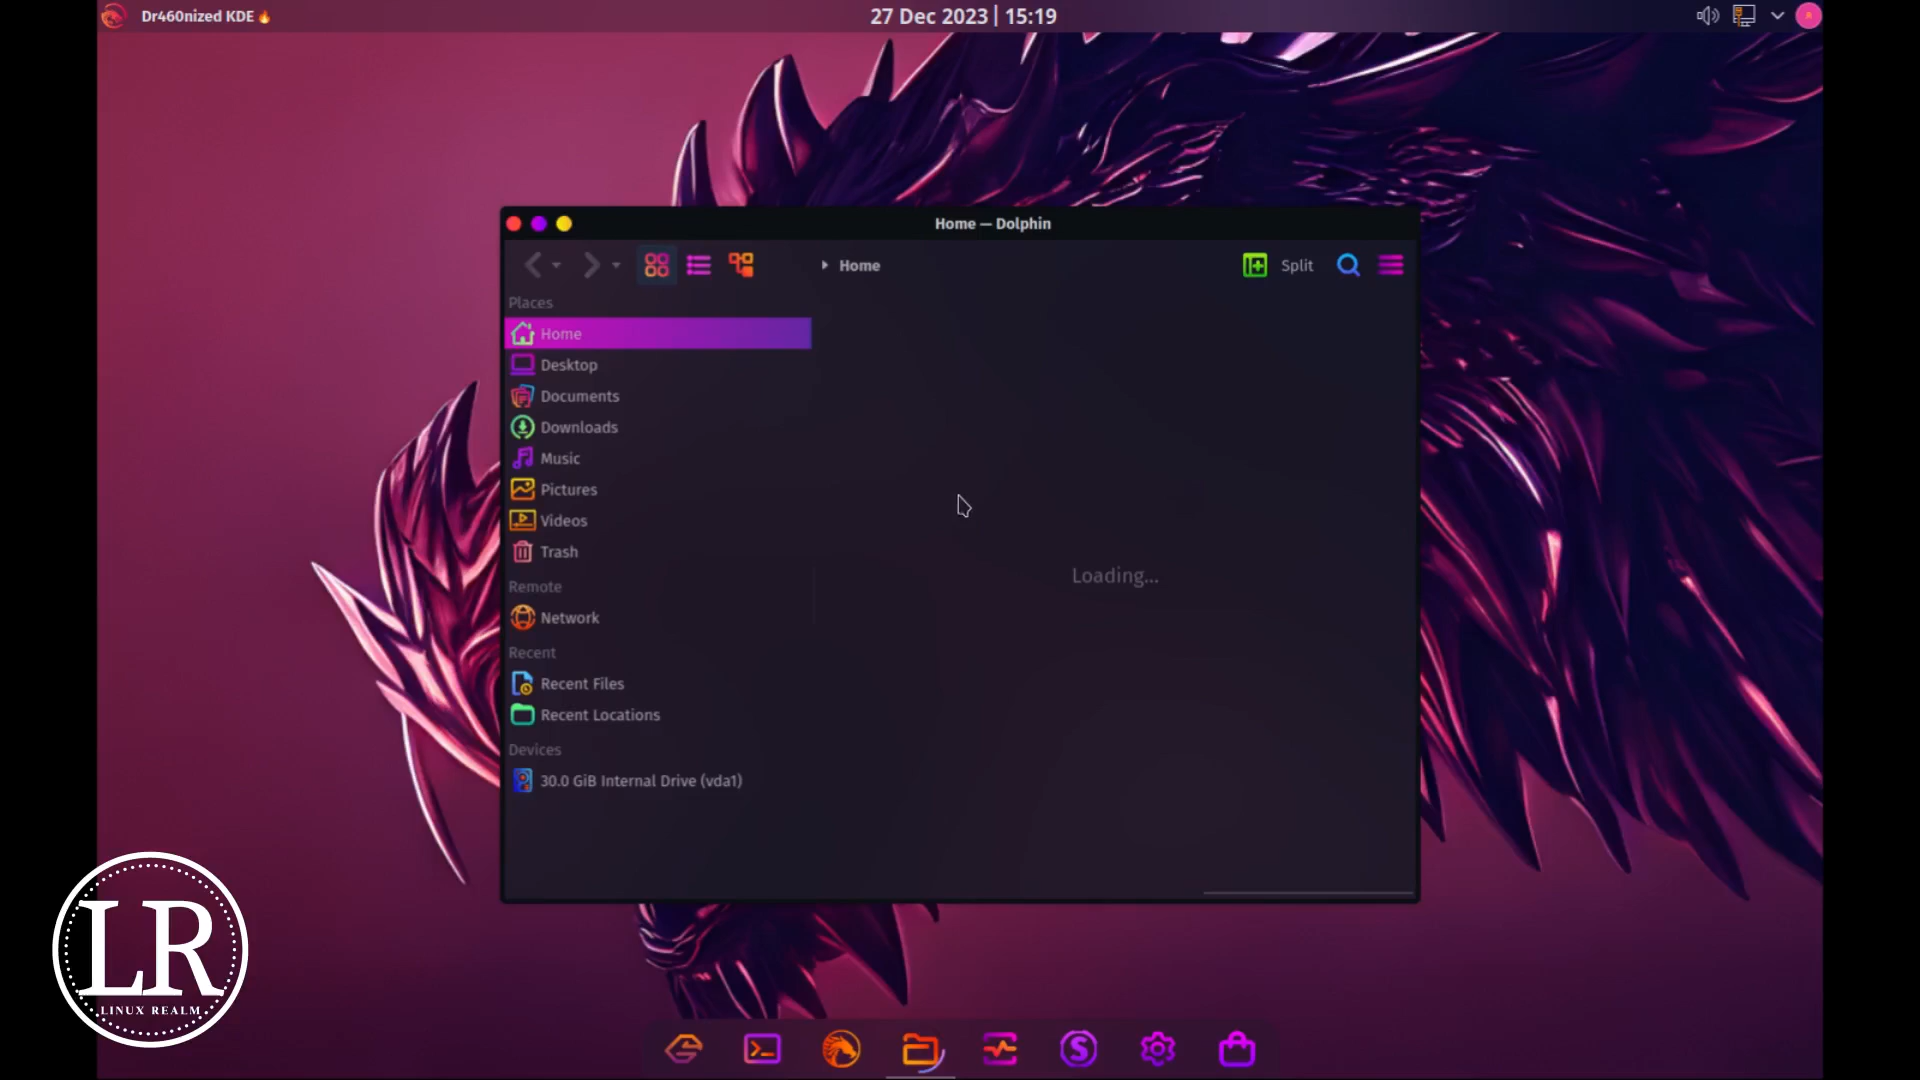 Dr460nized KDE🔥
27 Dec 2023 | 15:19
Home — Dolphin
Home
Split
Places
Home
Desktop
Documents
Downloads
Music
Pictures
Videos
Trash
Remote
Network
Recent
Recent Files
Recent Locations
Devices
30.0 GiB Internal Drive (vda1)
Loading...
LR
LINUX REALM